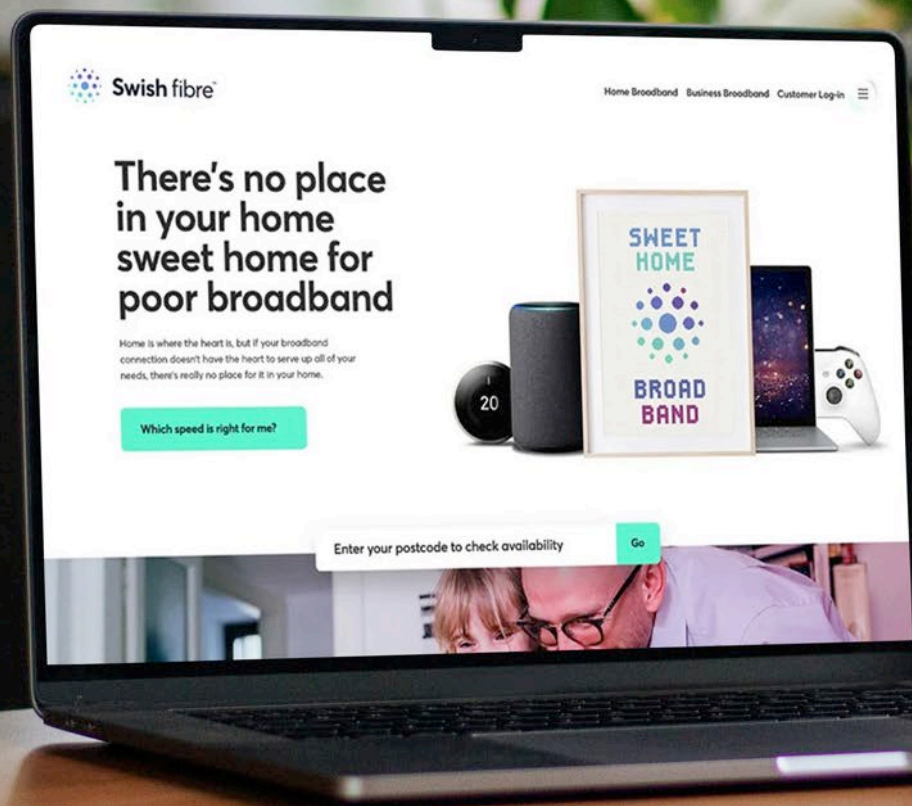 Swish fibre™
Home Broadband Business Broadband Customer Log-in
There's no place
in your home
sweet home for
poor broadband
Home is where the heart is, but if your broadband
connection doesn't have the heart to serve up all of your
needs, there's really no place for it in your home.
Which speed is right for me?
20
SWEET
HOME
BROAD
BAND
Enter your postcode to check availability
Go